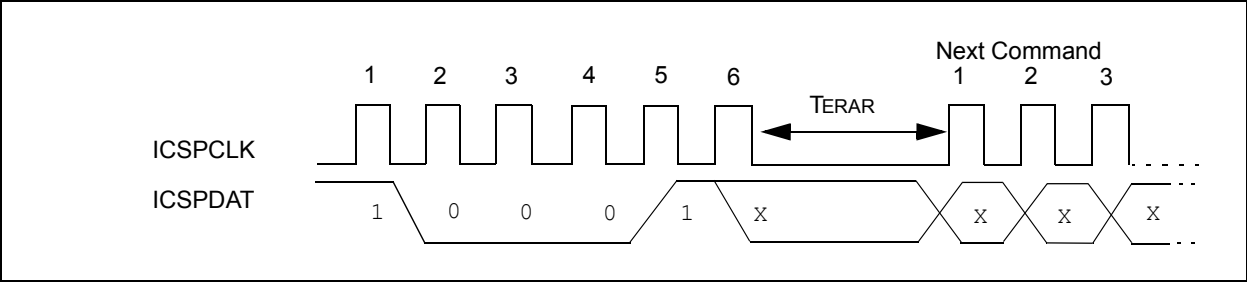 Next Command
1 2 3 4 5 6 1 2 3
TERAR
ICSPCLK
ICSPDAT
1 0 0 0 1 X X X X